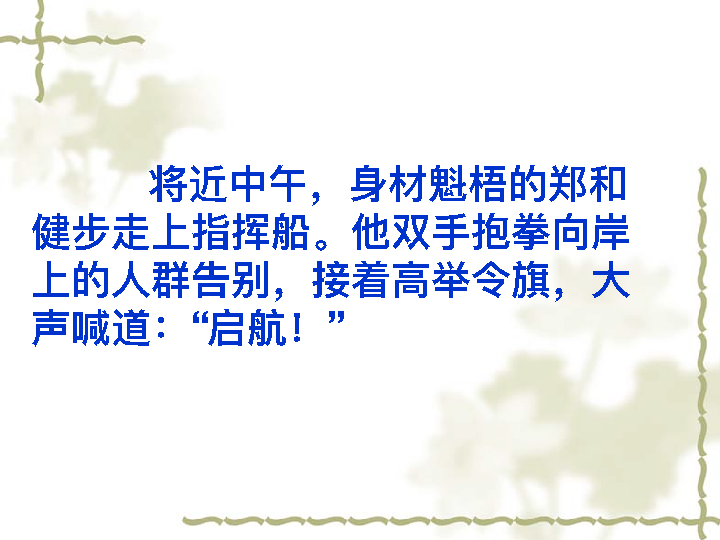 将近中午，身材魁梧的郑和
健步走上指挥船。他双手抱拳向岸
上的人群告别，接着高举令旗，大
声喊道：“启航！”